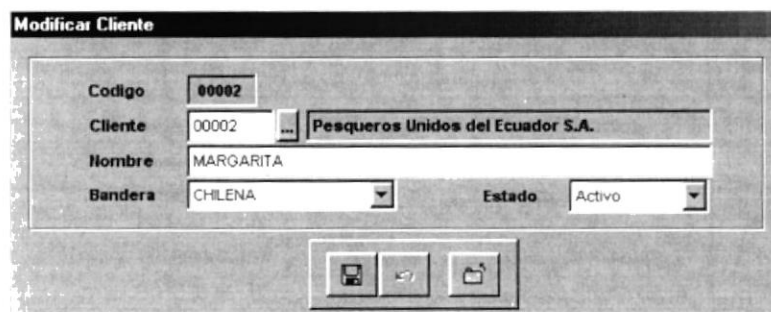 Modificar Cliente
Codigo 00002
Cliente 00002 ... Pesqueros Unidos del Ecuador S.A.
Nombre MARGARITA
Bandera CHILENA Estado Activo